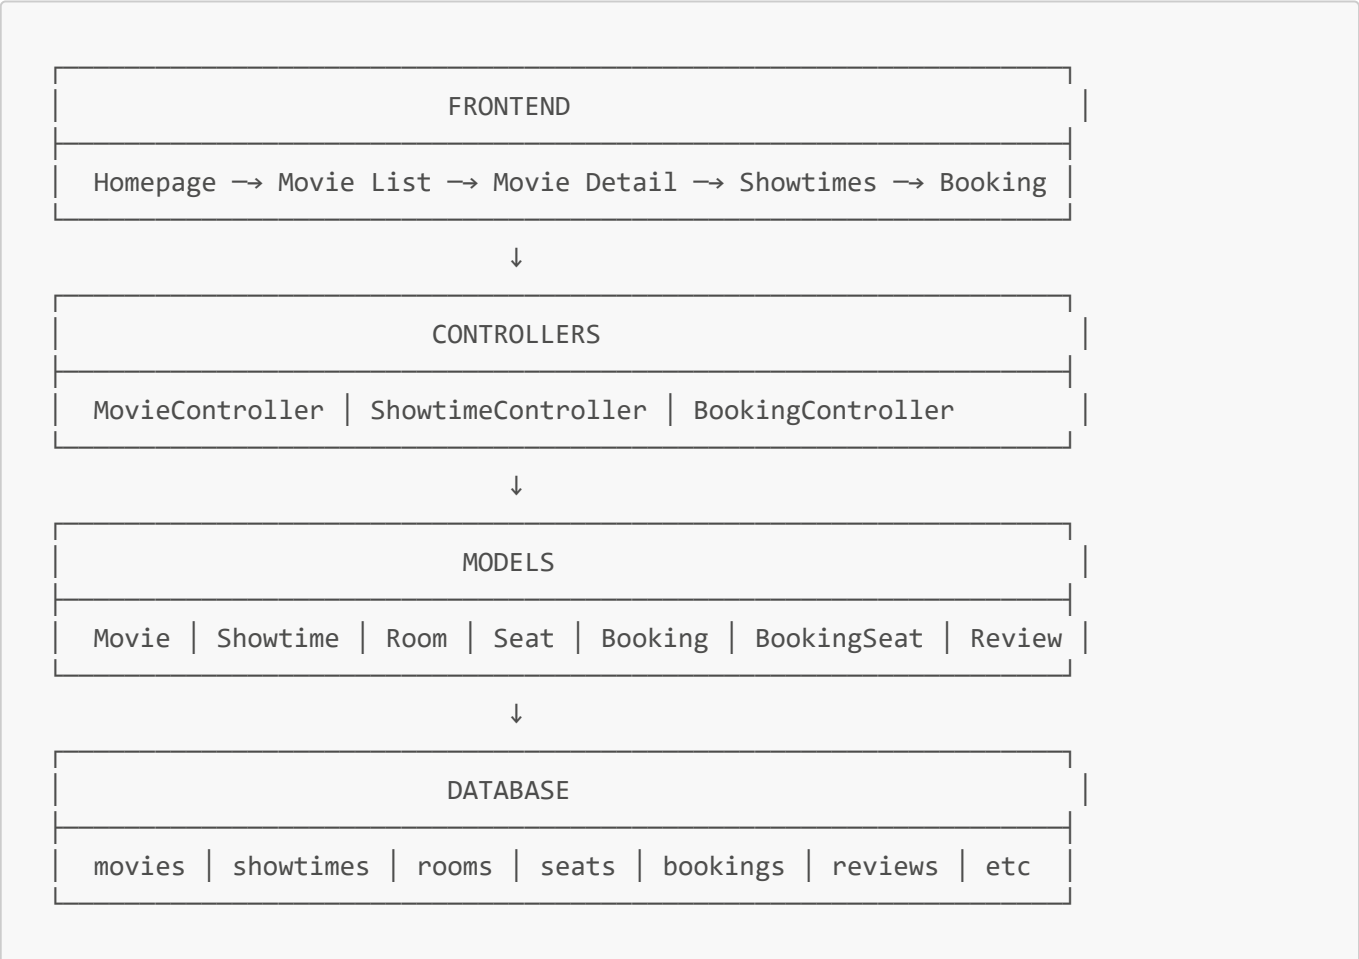 FRONTEND
Homepage ─→ Movie List ─→ Movie Detail ─→ Showtimes ─→ Booking
↓
CONTROLLERS
MovieController │ ShowtimeController │ BookingController
↓
MODELS
Movie │ Showtime │ Room │ Seat │ Booking │ BookingSeat │ Review
↓
DATABASE
movies │ showtimes │ rooms │ seats │ bookings │ reviews │ etc